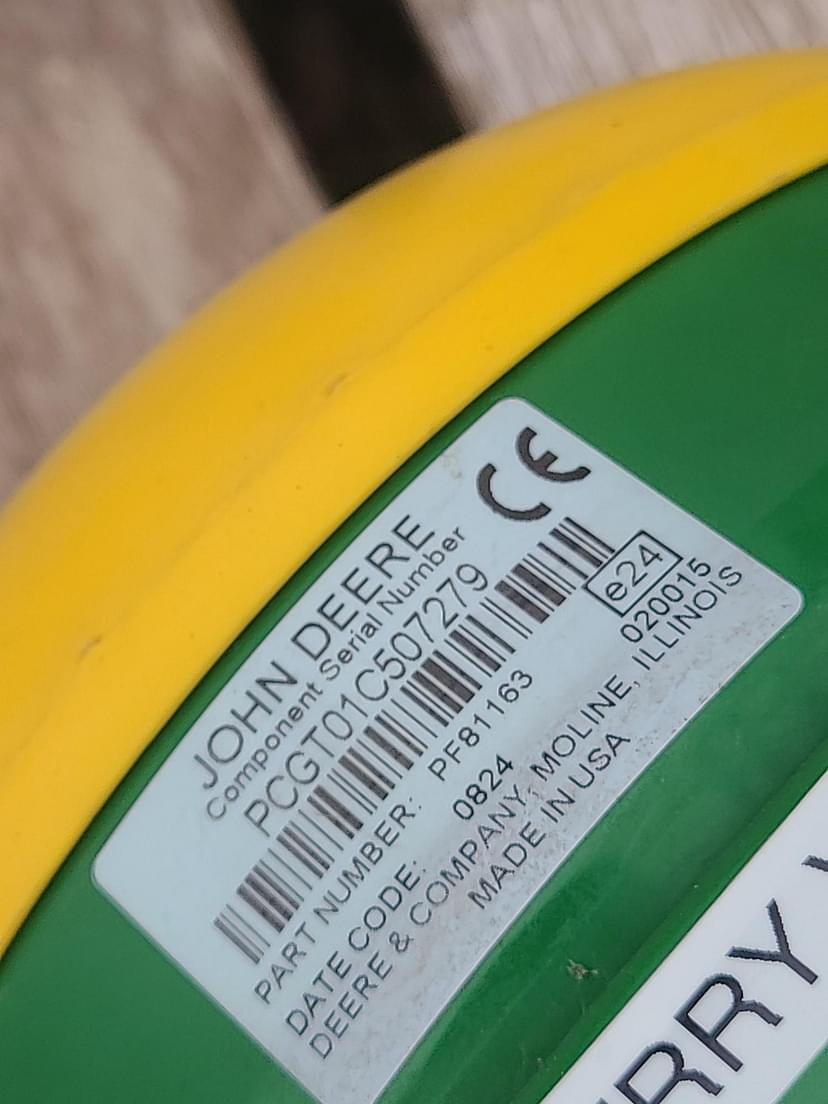 JOHN DEERE
CE
Component Serial Number
PCGT01C507279
e24
020015
PART NUMBER: PF81163
DATE CODE: 0824
DEERE & COMPANY, MOLINE, ILLINOIS
MADE IN USA